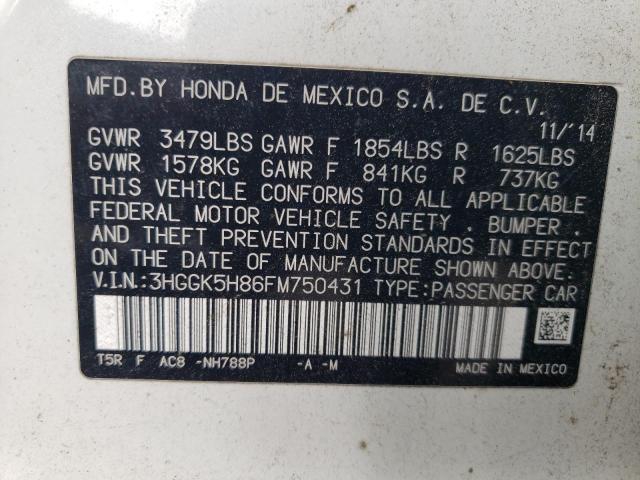 MFD.BY HONDA DE MEXICO S.A. DE C.V.
11/'14
GVWR 3479LBS GAWR F 1854LBS R 1625LBS
GVWR 1578KG GAWR F 841KG R 737KG
THIS VEHICLE CONFORMS TO ALL APPLICABLE
FEDERAL MOTOR VEHICLE SAFETY . BUMPER .
AND THEFT PREVENTION STANDARDS IN EFFECT
ON THE DATE OF MANUFACTURE SHOWN ABOVE.
V.I.N.:3HGGK5H86FM750431 TYPE:PASSENGER CAR
T5R F AC8 -NH788P -A -M
MADE IN MEXICO